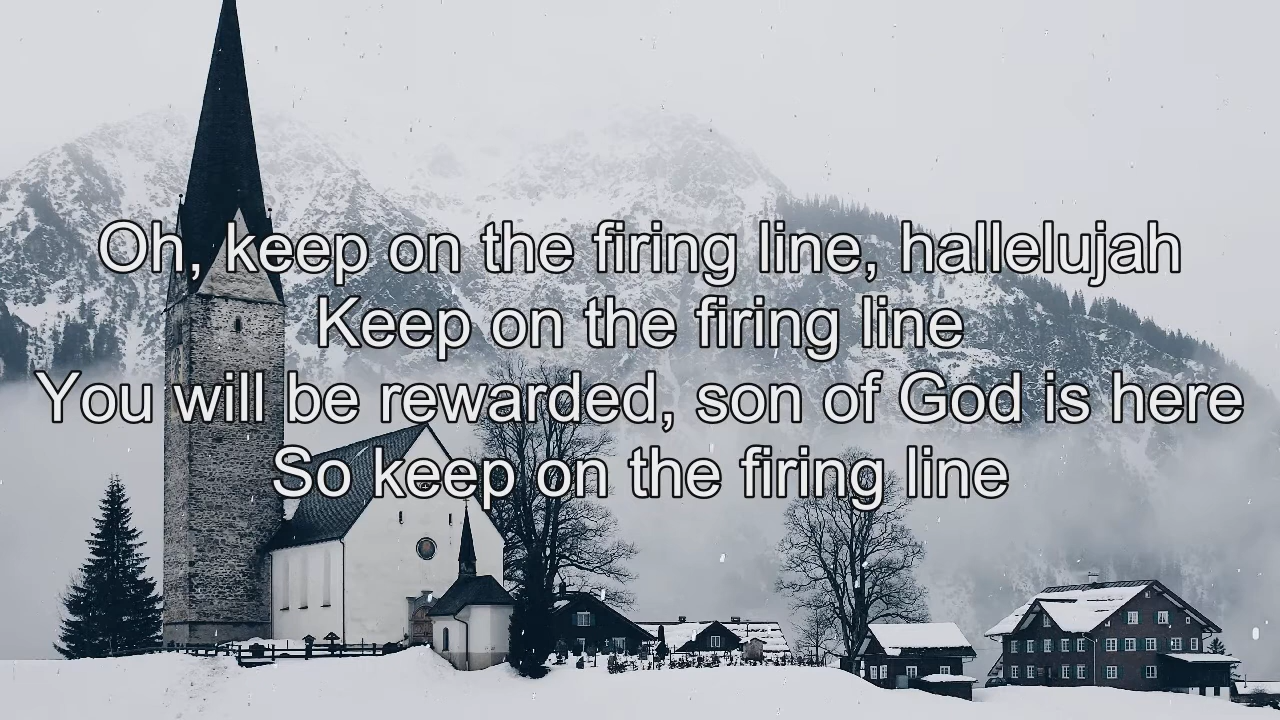 Oh, keep on the firing line, hallelujah
Keep on the firing line
You will be rewarded, son of God is here
So keep on the firing line